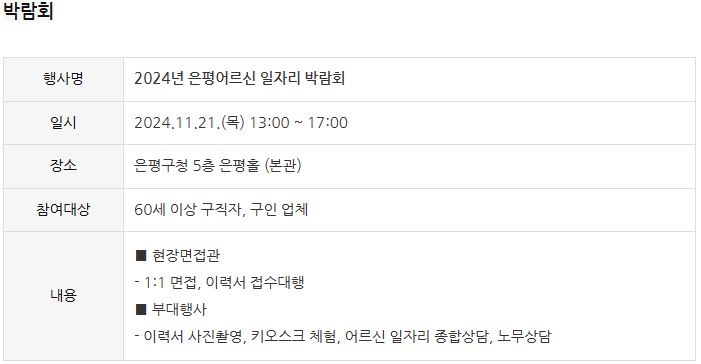 박람회
행사명 2024년 은평어르신 일자리 박람회
일시 2024.11.21.(목) 13:00 ~ 17:00
장소 은평구청 5층 은평홀 (본관)
참여대상 60세 이상 구직자, 구인 업체
내용
■ 현장면접관
- 1:1 면접, 이력서 접수대행
■ 부대행사
- 이력서 사진촬영, 키오스크 체험, 어르신 일자리 종합상담, 노무상담